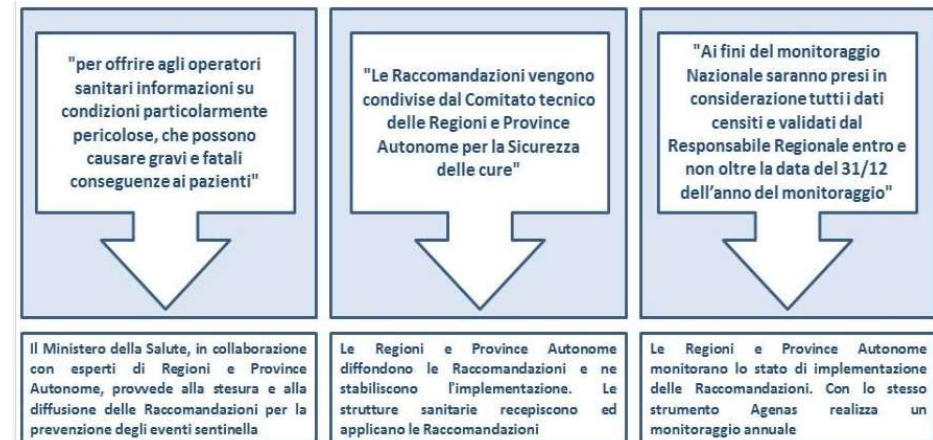 "per offrire agli operatori
sanitari informazioni su
condizioni particolarmente
pericolose, che possono
causare gravi e fatali
conseguenze ai pazienti"
"Le Raccomandazioni vengono
condivise dal Comitato tecnico
delle Regioni e Province
Autonome per la Sicurezza
delle cure"
"Ai fini del monitoraggio
Nazionale saranno presi in
considerazione tutti i dati
censiti e validati dal
Responsabile Regionale entro e
non oltre la data del 31/12
dell'anno del monitoraggio"
Il Ministero della Salute, in collaborazione
con esperti di Regioni e Province
Autonome, provvede alla stesura e alla
diffusione delle Raccomandazioni per la
prevenzione degli eventi sentinella
Le Regioni e Province Autonome
diffondono le Raccomandazioni e ne
stabiliscono l'implementazione. Le
strutture sanitarie recepiscono ed
applicano le Raccomandazioni
Le Regioni e Province Autonome
monitorano lo stato di implementazione
delle Raccomandazioni. Con lo stesso
strumento Agenas realizza un
monitoraggio annuale